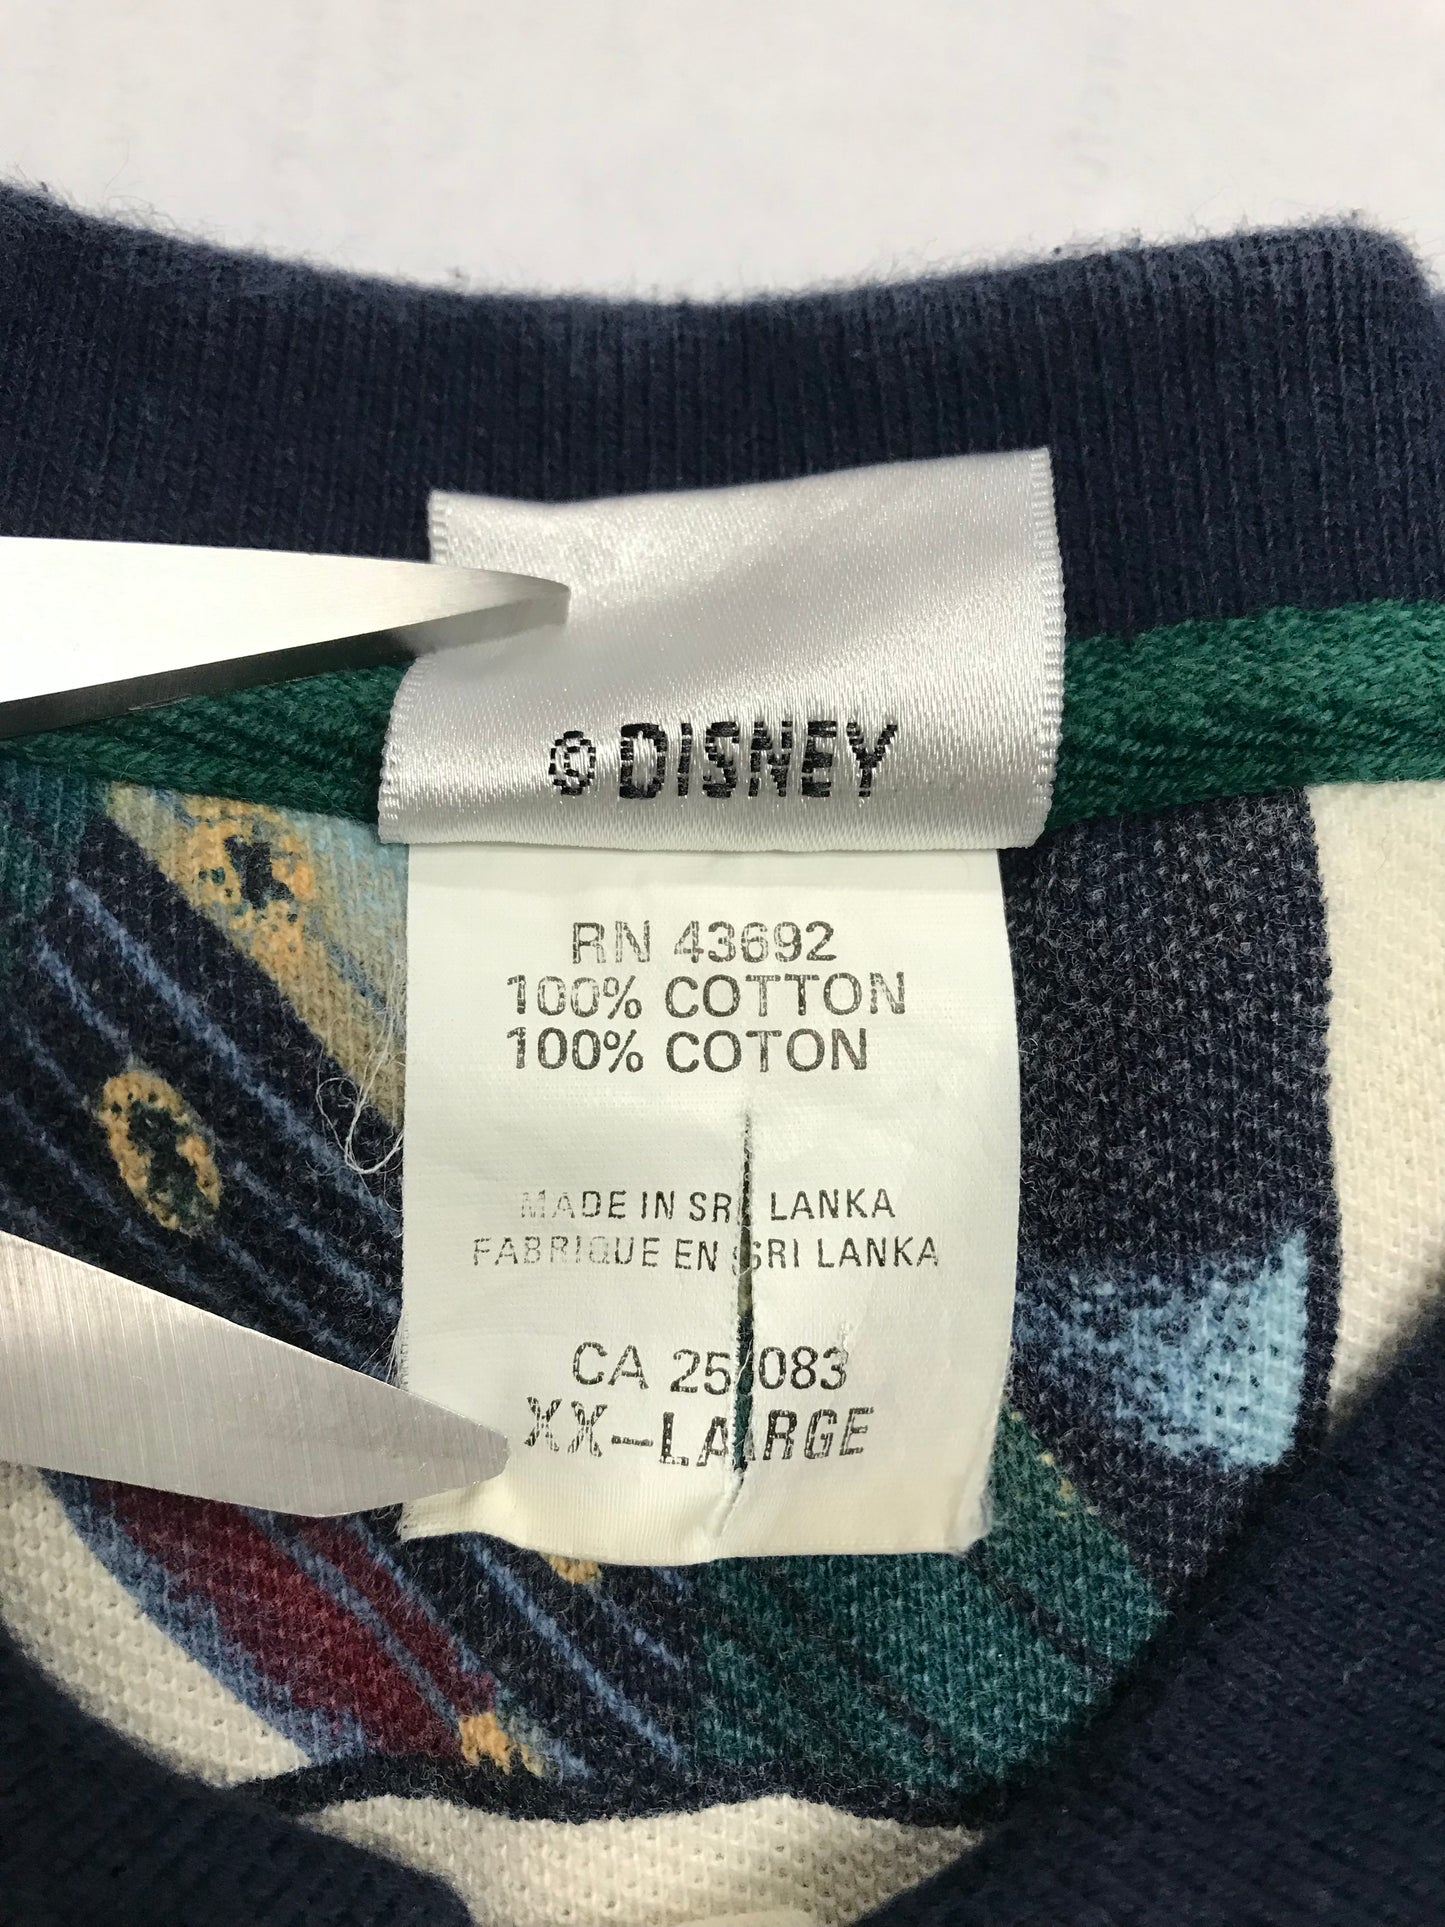 © DISNEY
RN 43692
100% COTTON
100% COTON
MADE IN SRI LANKA
FABRIQUE EN SRI LANKA
CA 25083
XX-LARGE